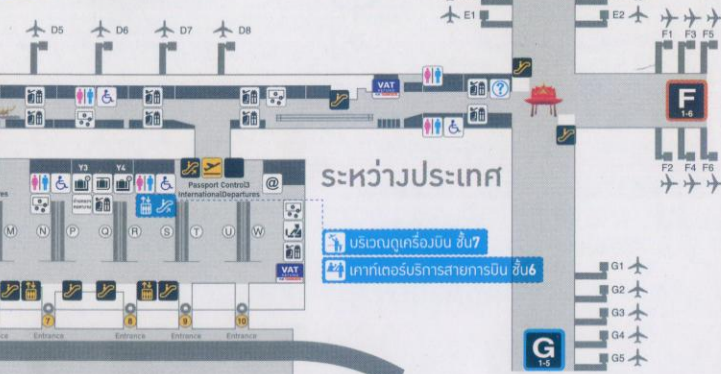 E1
E2
D5
D6
D7
D8
F1 F3 F5
VAT
?
F
1-6
F2 F4 F6
Y3
Y4
Passport Control3
InternationalDepartures
@
ระหว่างประเทศ
M N P Q R S T U W
บริเวณดูเครื่องบิน ชั้น7
เคาท์เตอร์บริการสายการบิน ชั้น6
VAT
G1
G2
G3
G4
G5
7
8
9
10
Entrance
Entrance
Entrance
Entrance
G
1-5